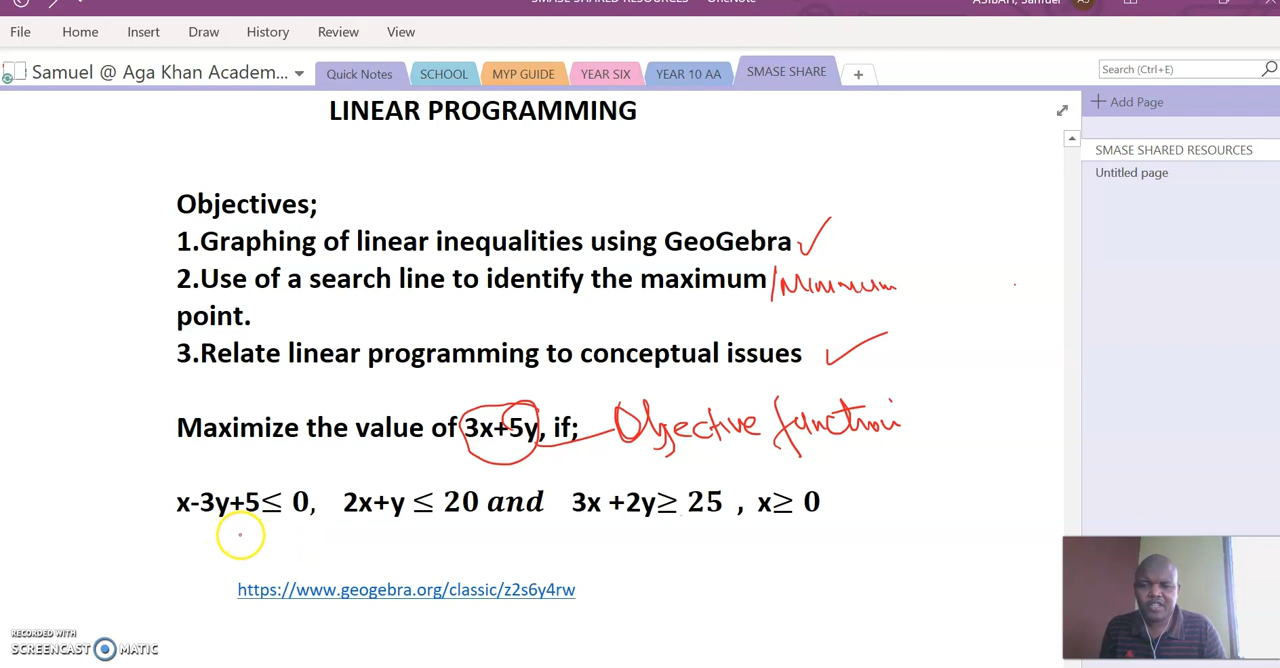 File Home Insert Draw History Review View
Samuel @ Aga Khan Academ... Quick Notes SCHOOL MYP GUIDE YEAR SIX YEAR 10 AA SMASE SHARE + Search (Ctrl+E)
+ Add Page
LINEAR PROGRAMMING
SMASE SHARED RESOURCES
Untitled page
Objectives;
1.Graphing of linear inequalities using GeoGebra
2.Use of a search line to identify the maximum /Minimum
point.
3.Relate linear programming to conceptual issues
Maximize the value of 3x+5y, if; Objective function
x-3y+5≤ 0, 2x+y ≤ 20 and 3x +2y≥ 25 , x≥ 0
https://www.geogebra.org/classic/z2s6y4rw
RECORDED WITH
SCREENCAST MATIC